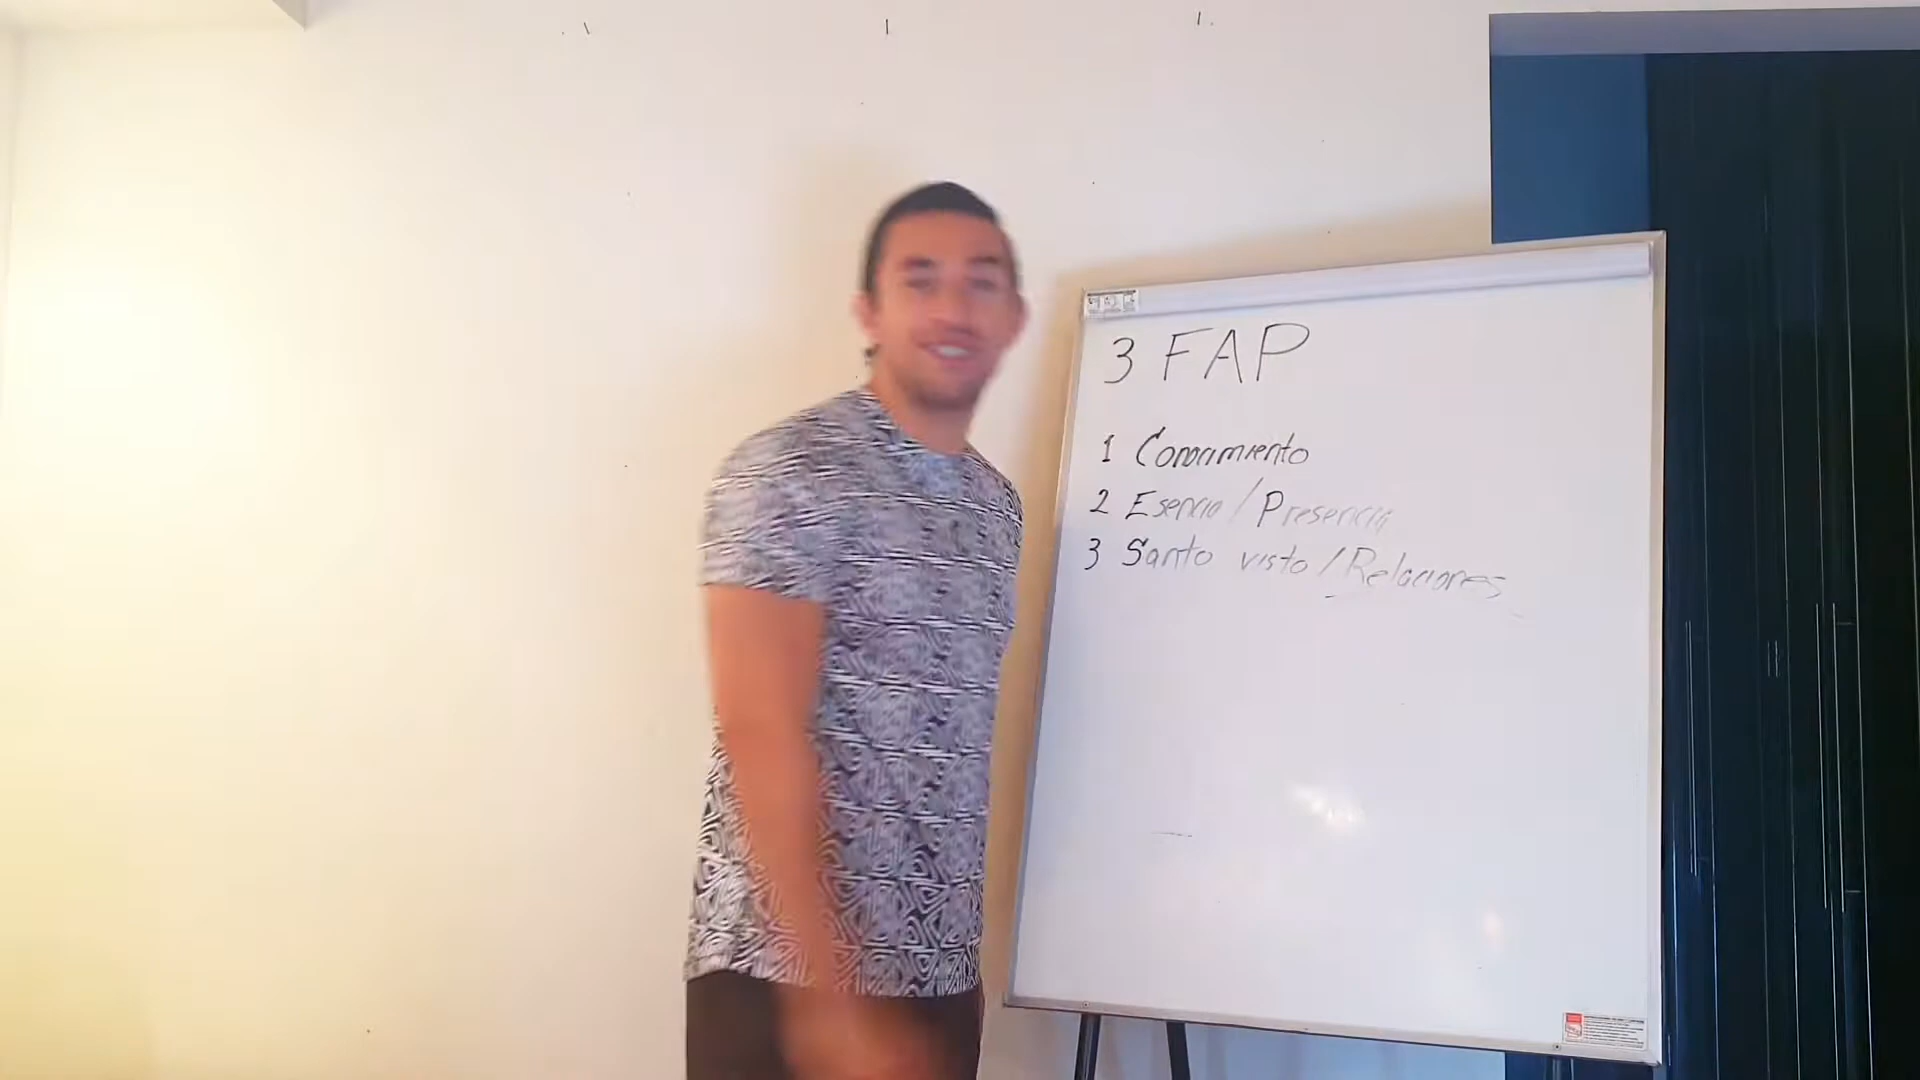 3 FAP
1 Conocimiento
2 Esencia / Presencia
3 Santo visto / Relaciones